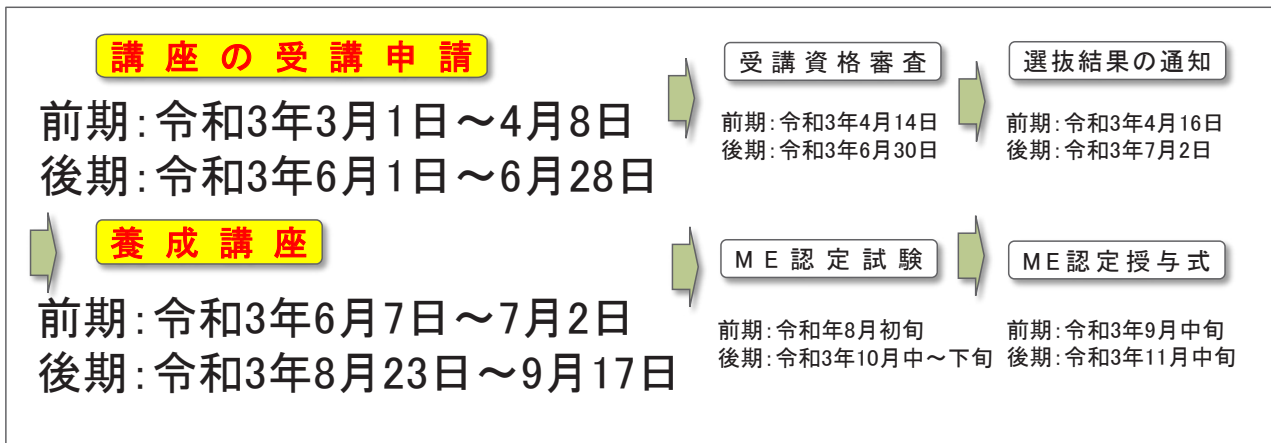 講座の受講申請
前期：令和3年3月1日～4月8日
後期：令和3年6月1日～6月28日
受講資格審査
前期：令和3年4月14日
後期：令和3年6月30日
選抜結果の通知
前期：令和3年4月16日
後期：令和3年7月2日
養成講座
前期：令和3年6月7日～7月2日
後期：令和3年8月23日～9月17日
ME認定試験
前期：令和年8月初旬
後期：令和3年10月中～下旬
ME認定授与式
前期：令和3年9月中旬
後期：令和3年11月中旬